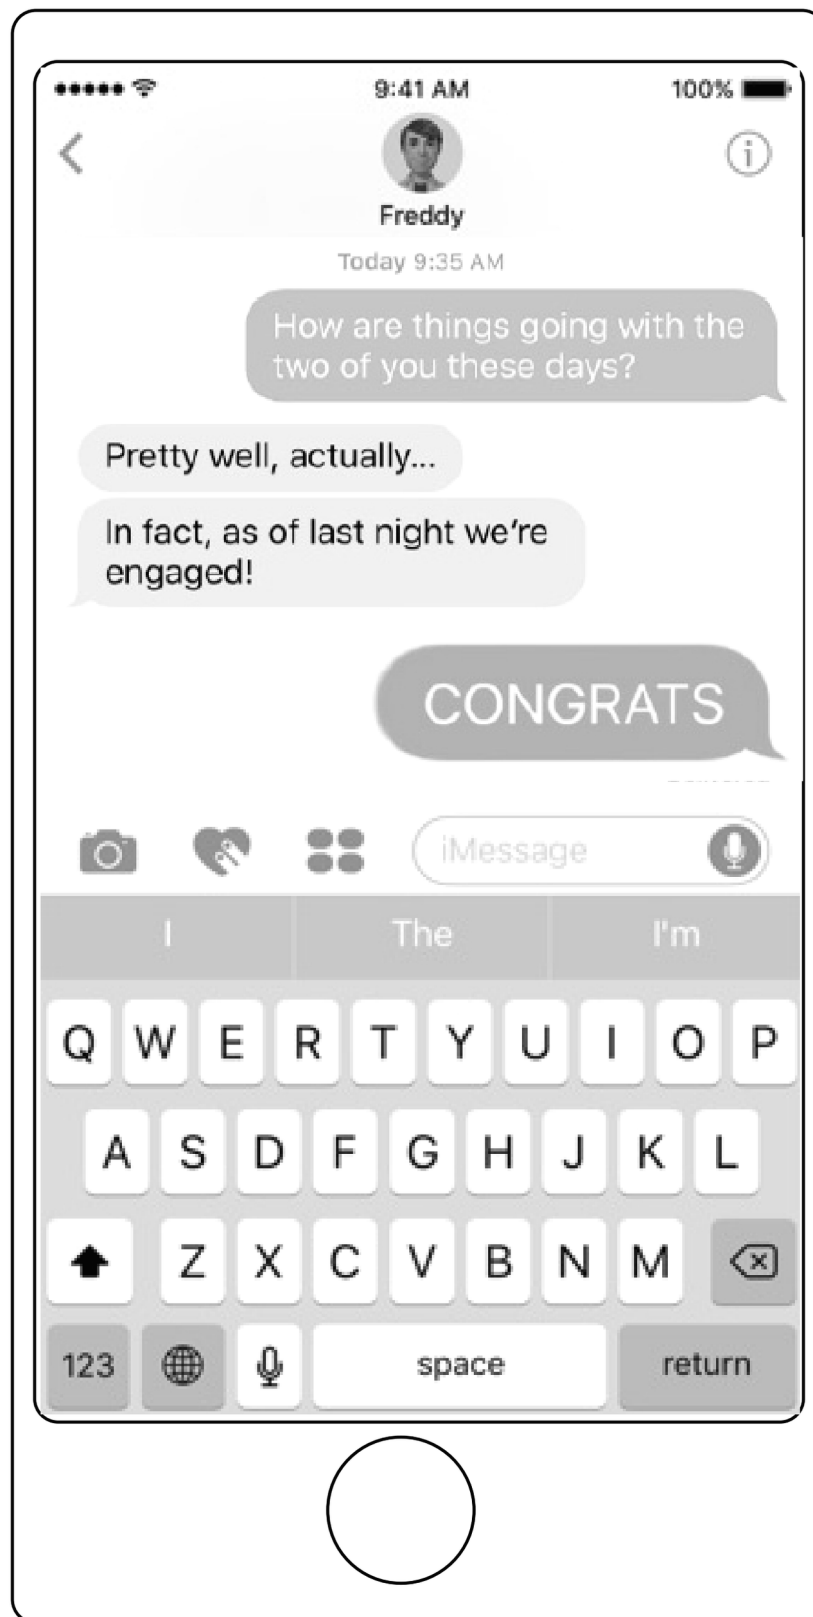 9:41 AM
100%
Freddy
Today 9:35 AM
How are things going with the
two of you these days?
Pretty well, actually...
In fact, as of last night we're
engaged!
CONGRATS
iMessage
I
The
I'm
Q W E R T Y U I O P
A S D F G H J K L
Z X C V B N M
123
space
return